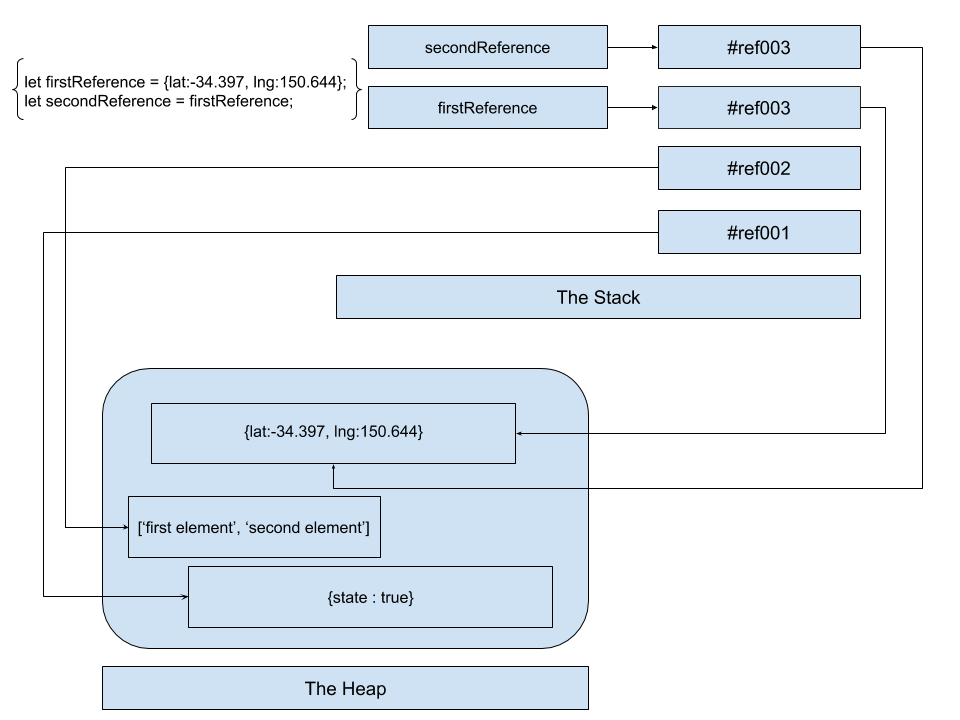 secondReference
#ref003
let firstReference = {lat:-34.397, lng:150.644};
let secondReference = firstReference;
firstReference
#ref003
#ref002
#ref001
The Stack
{lat:-34.397, lng:150.644}
[‘first element’, ‘second element’]
{state : true}
The Heap